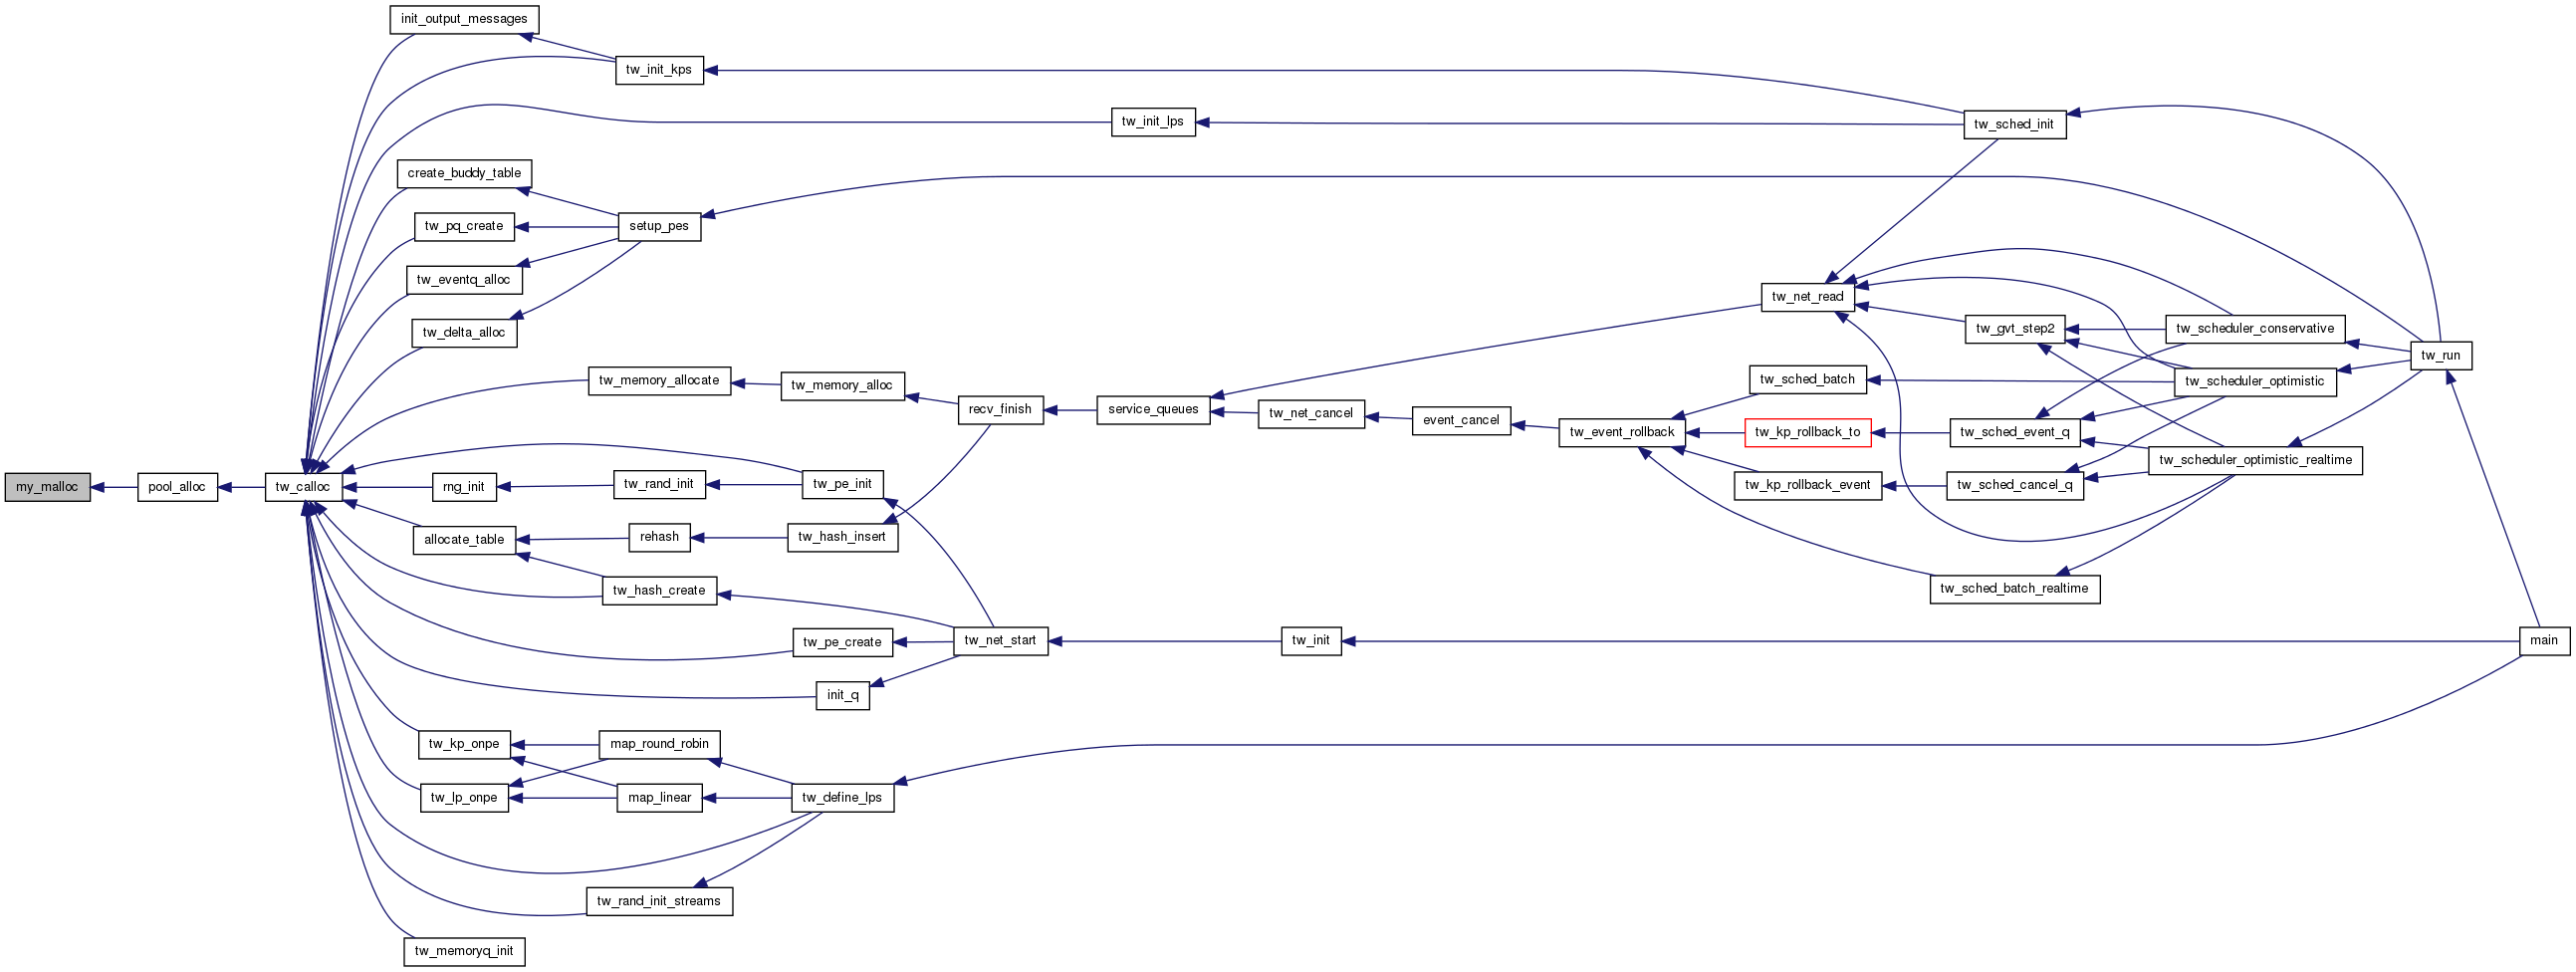 init_output_messages
tw_init_kps
tw_init_lps
tw_sched_init
create_buddy_table
tw_pq_create
setup_pes
tw_eventq_alloc
tw_net_read
tw_delta_alloc
tw_gvt_step2
tw_scheduler_conservative
tw_run
tw_memory_allocate
tw_memory_alloc
tw_sched_batch
tw_scheduler_optimistic
recv_finish
service_queues
tw_net_cancel
event_cancel
tw_event_rollback
tw_kp_rollback_to
tw_sched_event_q
tw_scheduler_optimistic_realtime
my_malloc
pool_alloc
tw_calloc
rng_init
tw_rand_init
tw_pe_init
tw_kp_rollback_event
tw_sched_cancel_q
allocate_table
rehash
tw_hash_insert
tw_hash_create
tw_sched_batch_realtime
tw_pe_create
tw_net_start
tw_init
main
init_q
tw_kp_onpe
map_round_robin
tw_lp_onpe
map_linear
tw_define_lps
tw_rand_init_streams
tw_memoryq_init